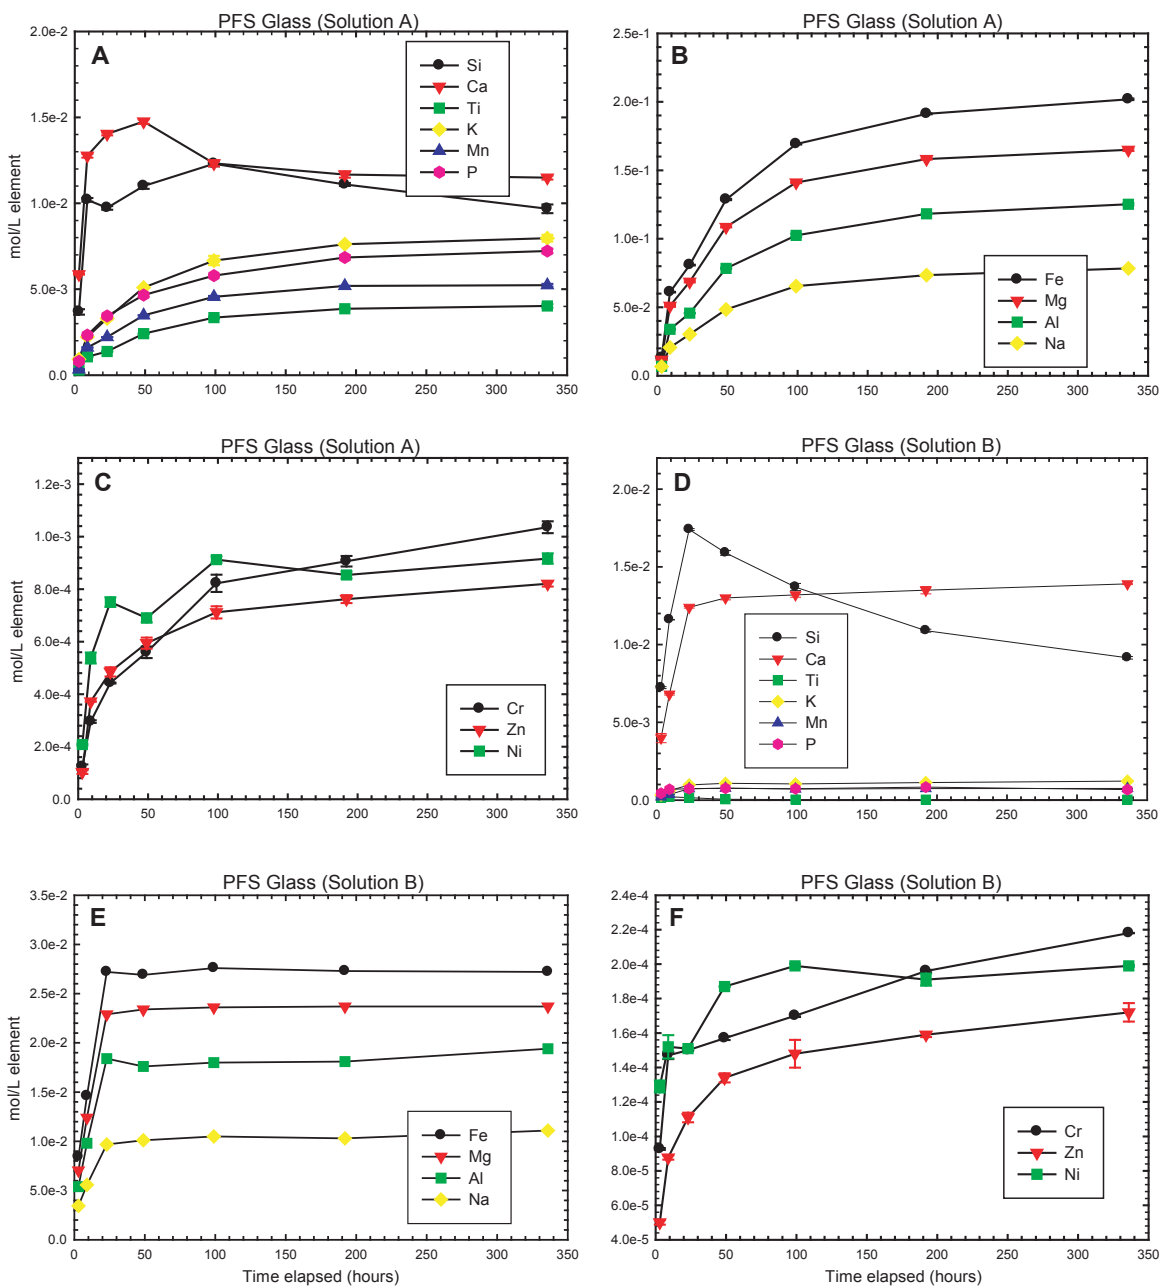 PFS Glass (Solution A)
A
2.0e-2
1.5e-2
1.0e-2
5.0e-3
0.0
mol/L element
Si
Ca
Ti
K
Mn
P
0 50 100 150 200 250 300 350
PFS Glass (Solution A)
B
2.5e-1
2.0e-1
1.5e-1
1.0e-1
5.0e-2
0.0
Fe
Mg
Al
Na
0 50 100 150 200 250 300 350
PFS Glass (Solution A)
C
1.2e-3
1.0e-3
8.0e-4
6.0e-4
4.0e-4
2.0e-4
0.0
mol/L element
Cr
Zn
Ni
0 50 100 150 200 250 300 350
PFS Glass (Solution B)
D
2.0e-2
1.5e-2
1.0e-2
5.0e-3
0.0
Si
Ca
Ti
K
Mn
P
0 50 100 150 200 250 300 350
PFS Glass (Solution B)
E
3.5e-2
3.0e-2
2.5e-2
2.0e-2
1.5e-2
1.0e-2
5.0e-3
0.0
mol/L element
Fe
Mg
Al
Na
0 50 100 150 200 250 300 350
Time elapsed (hours)
PFS Glass (Solution B)
F
2.4e-4
2.2e-4
2.0e-4
1.8e-4
1.6e-4
1.4e-4
1.2e-4
1.0e-4
8.0e-5
6.0e-5
4.0e-5
Cr
Zn
Ni
0 50 100 150 200 250 300 350
Time elapsed (hours)